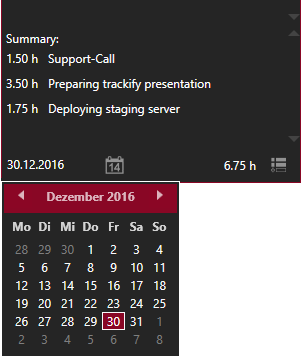 Summary:
1.50 h Support-Call
3.50 h Preparing trackify presentation
1.75 h Deploying staging server
30.12.2016 14 6.75 h
Dezember 2016
Mo Di Mi Do Fr Sa So
28 29 30 1 2 3 4
5 6 7 8 9 10 11
12 13 14 15 16 17 18
19 20 21 22 23 24 25
26 27 28 29 30 31 1
2 3 4 5 6 7 8